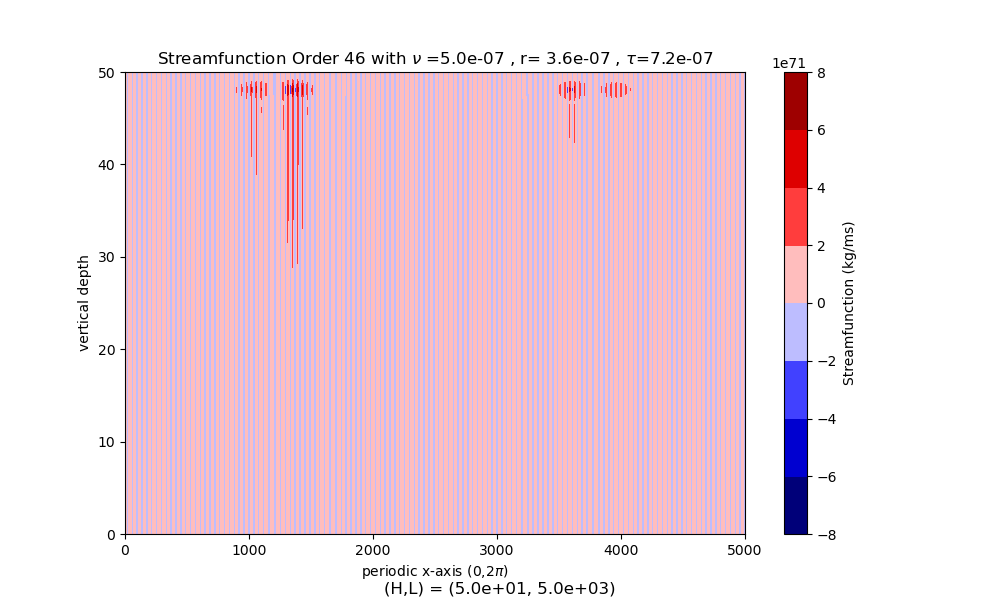 Streamfunction Order 46 with ν =5.0e-07 , r= 3.6e-07 , τ=7.2e-07
1e71
50
40
30
20
10
0
vertical depth
0 1000 2000 3000 4000 5000
periodic x-axis (0,2π)
(H,L) = (5.0e+01, 5.0e+03)
8
6
4
2
0
−2
−4
−6
−8
Streamfunction (kg/ms)